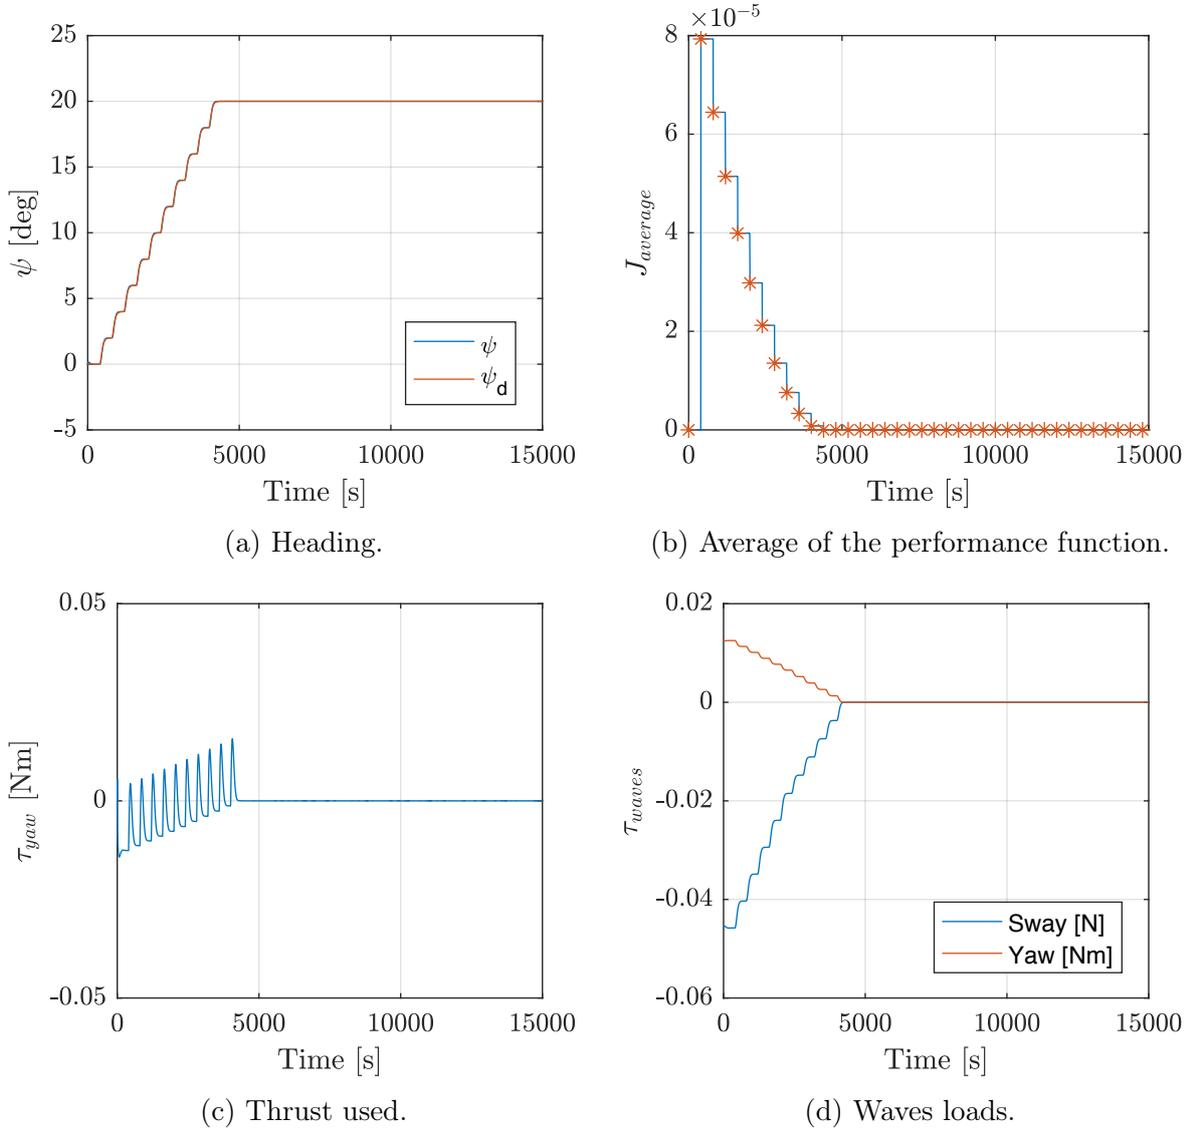 25
20
15
10
5
0
-5
ψ [deg]
0 5000 10000 15000
Time [s]
ψ
ψd
(a) Heading.
×10⁻⁵
8
6
4
2
0
J_average
0 5000 10000 15000
Time [s]
(b) Average of the performance function.
0.05
0
-0.05
τ_yaw [Nm]
0 5000 10000 15000
Time [s]
(c) Thrust used.
0.02
0
-0.02
-0.04
-0.06
τ_waves
Sway [N]
Yaw [Nm]
0 5000 10000 15000
Time [s]
(d) Waves loads.